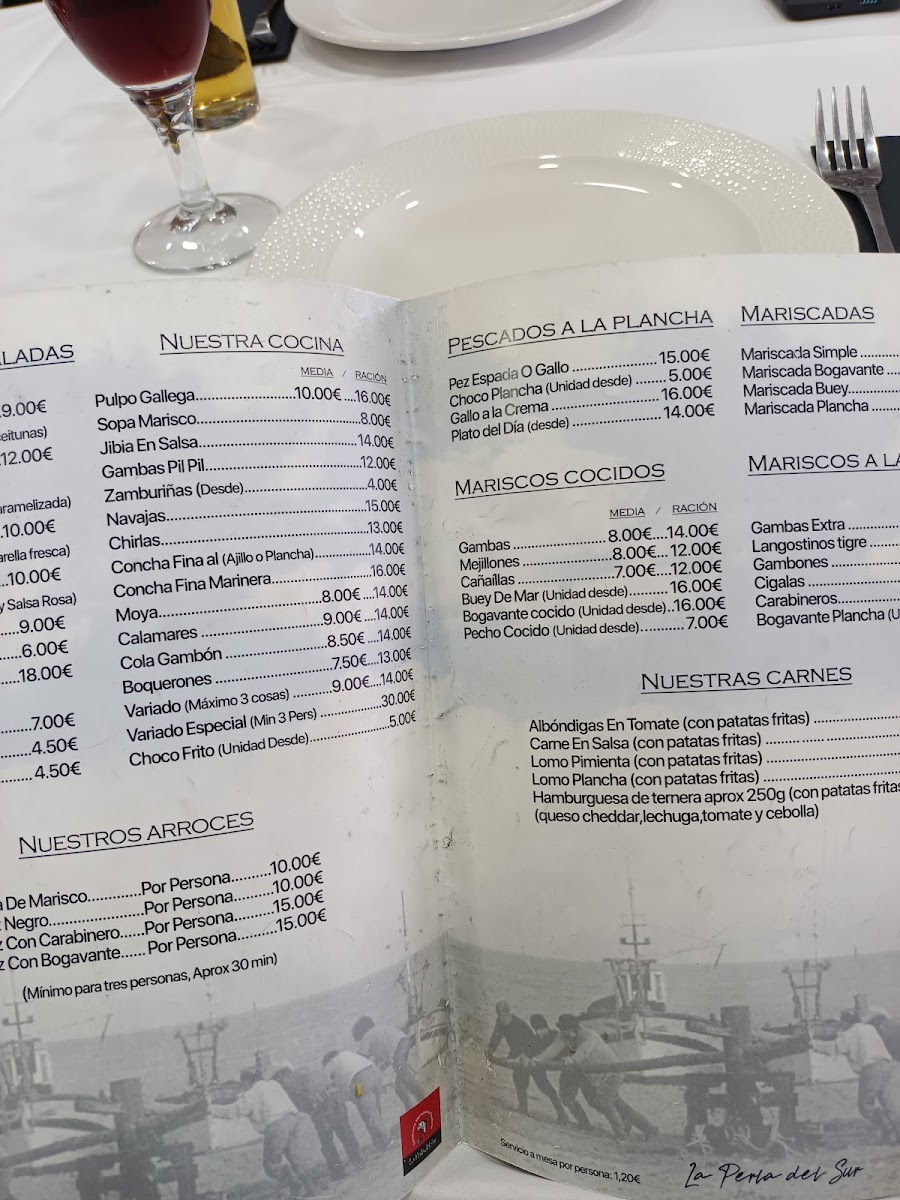 ALADAS
9.00€
eitunas)
12.00€
aramelizada)
10.00€
arella fresca)
10.00€
y Salsa Rosa)
9.00€
6.00€
18.00€
7.00€
4.50€
4.50€
NUESTRA COCINA
MEDIA / RACIÓN
Pulpo Gallega 10.00€ 16.00€
Sopa Marisco 8.00€
Jibia En Salsa 14.00€
Gambas Pil Pil 12.00€
Zamburiñas (Desde) 4.00€
Navajas 15.00€
Chirlas 13.00€
Concha Fina al (Ajillo o Plancha) 14.00€
Concha Fina Marinera 16.00€
Moya 8.00€ 14.00€
Calamares 9.00€ 14.00€
Cola Gambón 8.50€ 14.00€
Boquerones 7.50€ 13.00€
Variado (Máximo 3 cosas) 9.00€ 14.00€
Variado Especial (Min 3 Pers) 30.00€
Choco Frito (Unidad Desde) 5.00€
NUESTROS ARROCES
De Marisco Por Persona 10.00€
Negro Por Persona 10.00€
z Con Carabinero Por Persona 15.00€
z Con Bogavante Por Persona 15.00€
(Mínimo para tres personas, Aprox 30 min)
PESCADOS A LA PLANCHA
Pez Espada O Gallo 15.00€
Choco Plancha (Unidad desde) 5.00€
Gallo a la Crema 16.00€
Plato del Día (desde) 14.00€
MARISCOS COCIDOS
MEDIA / RACIÓN
Gambas 8.00€ 14.00€
Mejillones 8.00€ 12.00€
Cañaíllas 7.00€ 12.00€
Buey De Mar (Unidad desde) 16.00€
Bogavante cocido (Unidad desde) 16.00€
Pecho Cocido (Unidad desde) 7.00€
MARISCADAS
Mariscada Simple
Mariscada Bogavante
Mariscada Buey
Mariscada Plancha
MARISCOS A LA
Gambas Extra
Langostinos tigre
Gambones
Cigalas
Carabineros
Bogavante Plancha (U
NUESTRAS CARNES
Albóndigas En Tomate (con patatas fritas)
Carne En Salsa (con patatas fritas)
Lomo Pimienta (con patatas fritas)
Lomo Plancha (con patatas fritas)
Hamburguesa de ternera aprox 250g (con patatas fritas
(queso cheddar,lechuga,tomate y cebolla)
Servicio a mesa por persona: 1,20€
La Perla del Sur